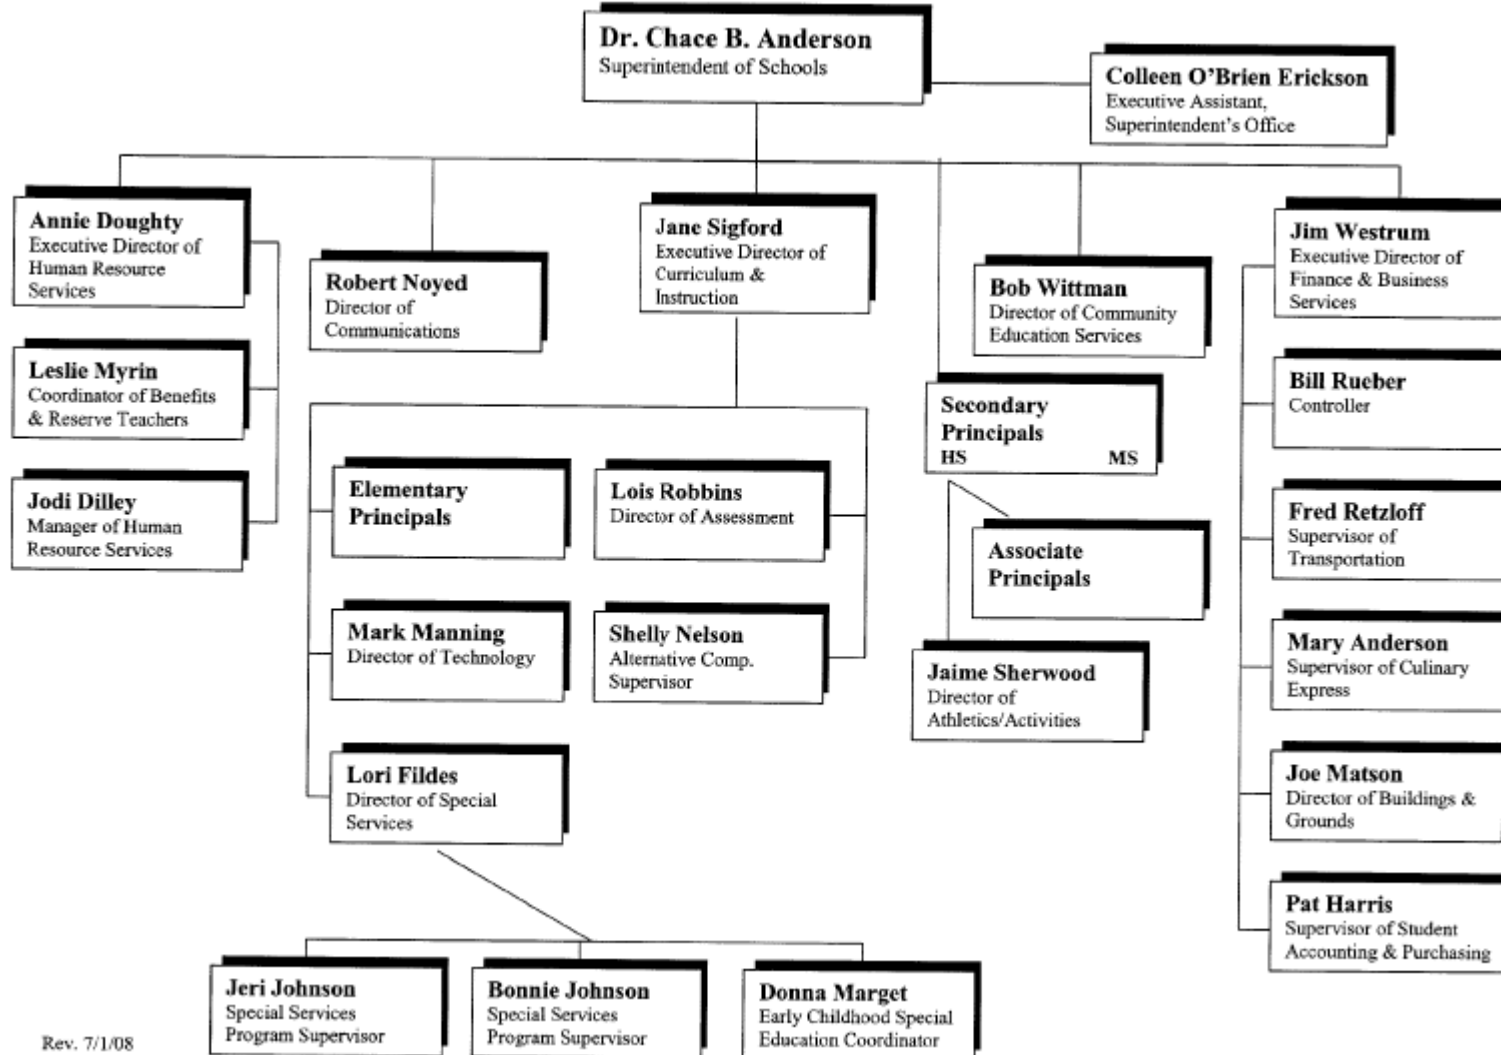 Dr. Chace B. Anderson
Superintendent of Schools
Colleen O'Brien Erickson
Executive Assistant,
Superintendent's Office
Annie Doughty
Executive Director of
Human Resource
Services
Robert Noyed
Director of
Communications
Jane Sigford
Executive Director of
Curriculum &
Instruction
Bob Wittman
Director of Community
Education Services
Jim Westrum
Executive Director of
Finance & Business
Services
Leslie Myrin
Coordinator of Benefits
& Reserve Teachers
Jodi Dilley
Manager of Human
Resource Services
Elementary
Principals
Lois Robbins
Director of Assessment
Mark Manning
Director of Technology
Shelly Nelson
Alternative Comp.
Supervisor
Lori Fildes
Director of Special
Services
Jeri Johnson
Special Services
Program Supervisor
Bonnie Johnson
Special Services
Program Supervisor
Donna Marget
Early Childhood Special
Education Coordinator
Secondary
Principals
HS MS
Associate
Principals
Jaime Sherwood
Director of
Athletics/Activities
Bill Rueber
Controller
Fred Retzloff
Supervisor of
Transportation
Mary Anderson
Supervisor of Culinary
Express
Joe Matson
Director of Buildings &
Grounds
Pat Harris
Supervisor of Student
Accounting & Purchasing
Rev. 7/1/08